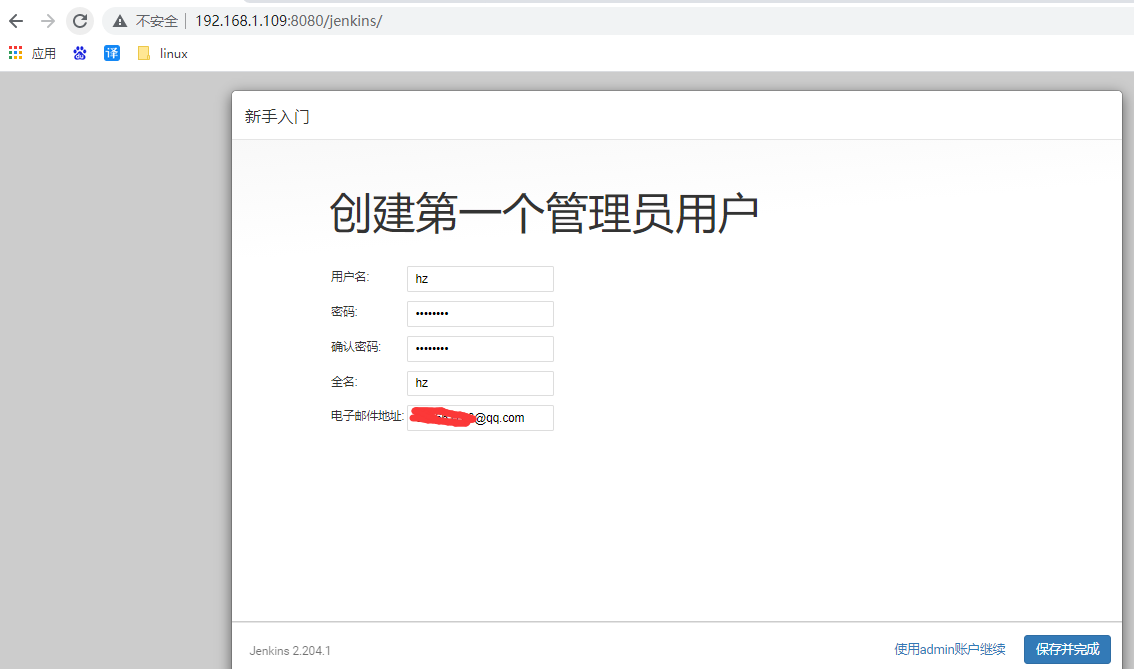 不安全 192.168.1.109:8080/jenkins/
应用 译 linux
新手入门
创建第一个管理员用户
用户名: hz
密码: ••••••••
确认密码: ••••••••
全名: hz
电子邮件地址: @qq.com
Jenkins 2.204.1 使用admin账户继续 保存并完成